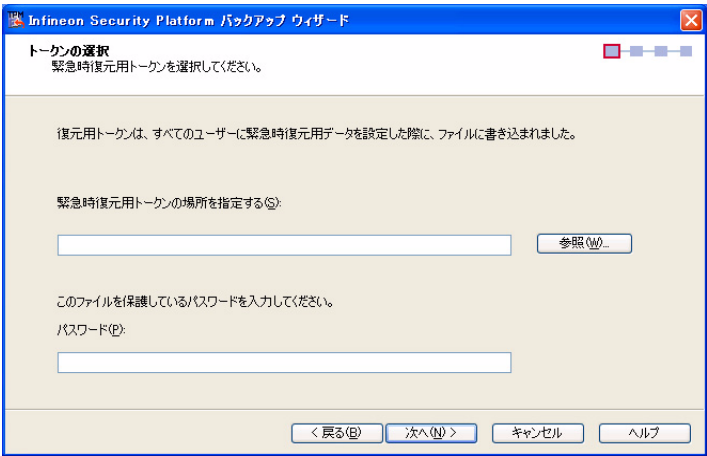 TPM Infineon Security Platform バックアップ ウィザード
トークンの選択
緊急時復元用トークンを選択してください。
復元用トークンは、すべてのユーザーに緊急時復元用データを設定した際に、ファイルに書き込まれました。
緊急時復元用トークンの場所を指定する(S):
参照(W)...
このファイルを保護しているパスワードを入力してください。
パスワード(P):
< 戻る(B) 次へ(N) > キャンセル ヘルプ